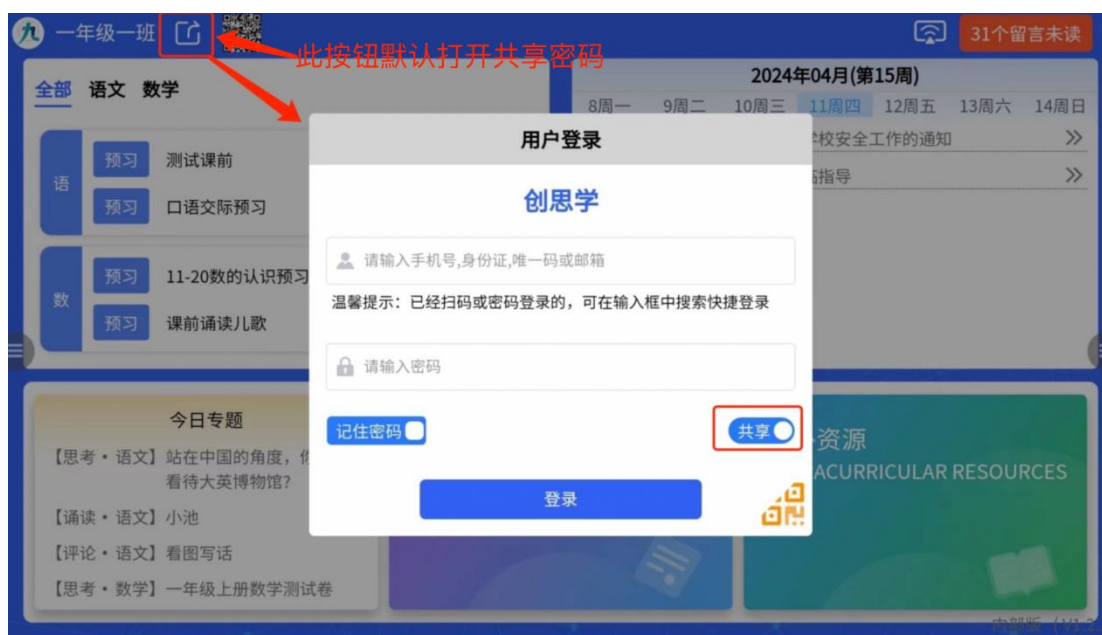 九 一年级一班
31个留言未读
此按钮默认打开共享密码
全部 语文 数学
2024年04月(第15周)
8周一 9周二 10周三 11周四 12周五 13周六 14周日
学校安全工作的通知
指导
语
预习 测试课前
预习 口语交际预习
数
预习 11-20数的认识预习
预习 课前诵读儿歌
用户登录
创思学
请输入手机号,身份证,唯一码或邮箱
温馨提示：已经扫码或密码登录的，可在输入框中搜索快捷登录
请输入密码
记住密码
共享
登录
今日专题
【思考·语文】站在中国的角度，你
看待大英博物馆?
【诵读·语文】小池
【评论·语文】看图写话
【思考·数学】一年级上册数学测试卷
资源
ACURRICULAR RESOURCES
内部版（V1.2